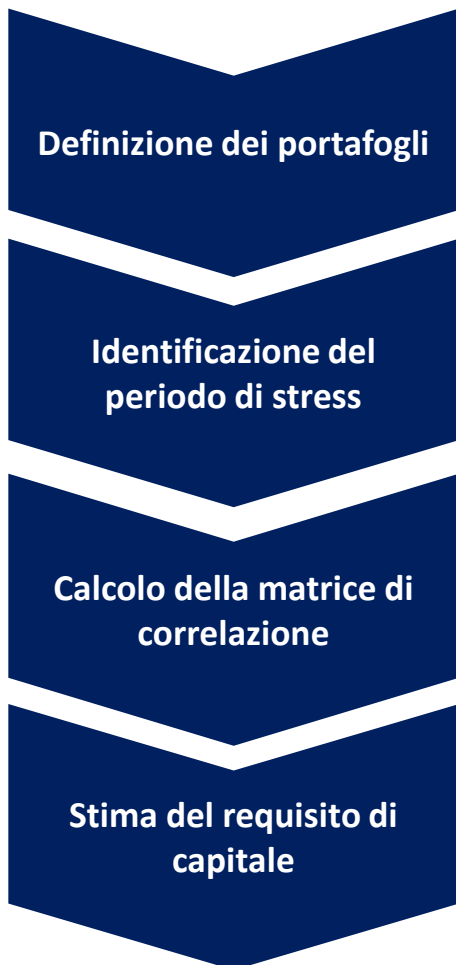 Definizione dei portafogli
Identificazione del
periodo di stress
Calcolo della matrice di
correlazione
Stima del requisito di
capitale